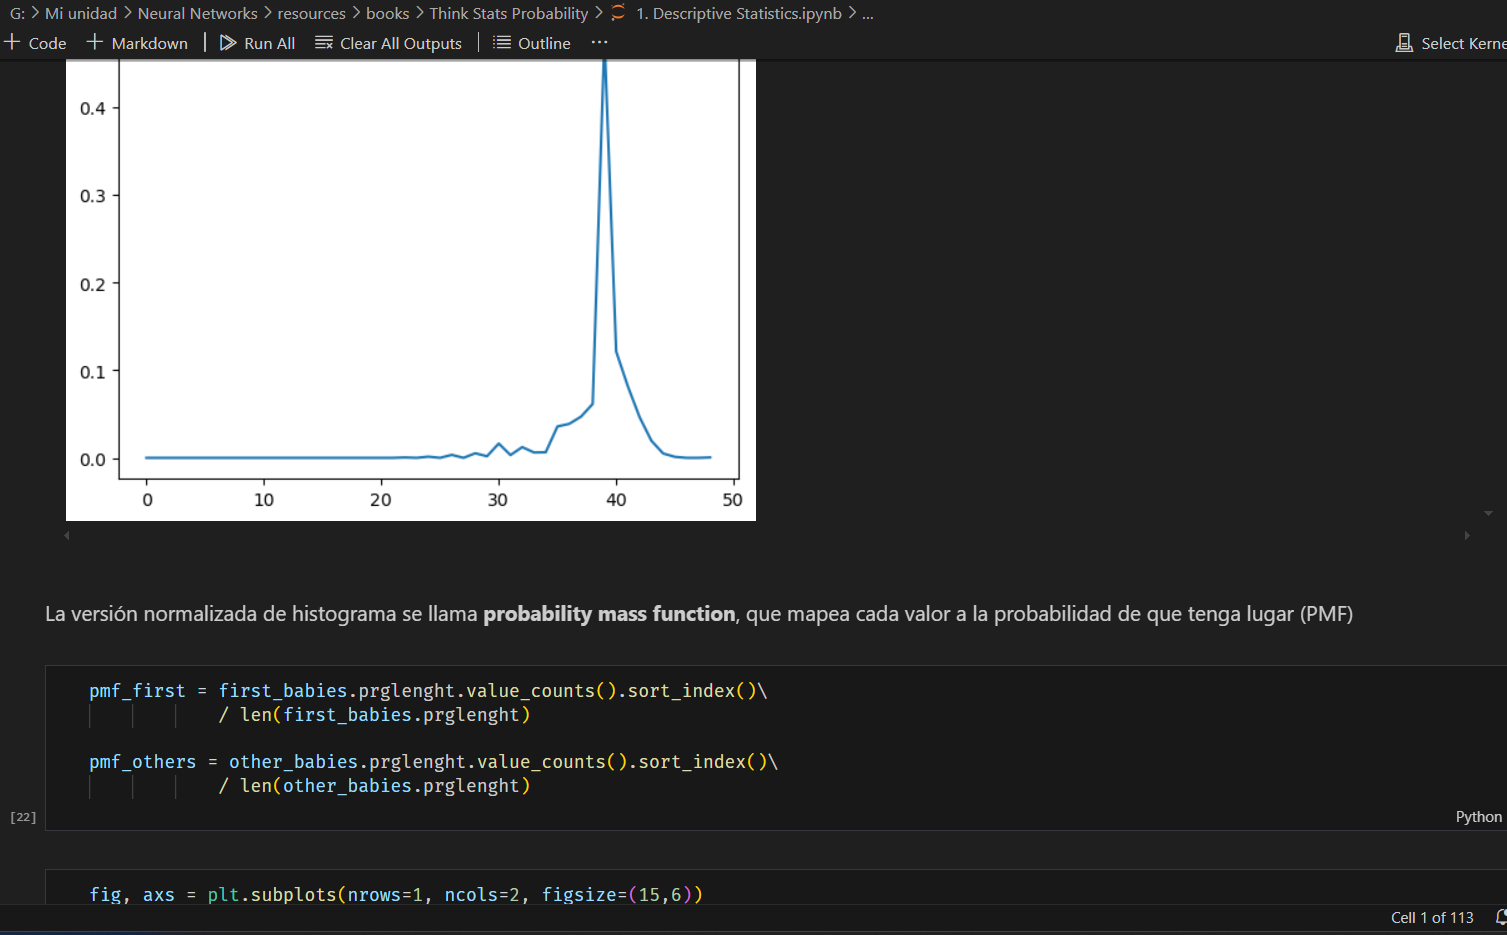 G: > Mi unidad > Neural Networks > resources > books > Think Stats Probability > 1. Descriptive Statistics.ipynb > ...
+ Code + Markdown | Run All Clear All Outputs | Outline ··· Select Kerne
0.4
0.3
0.2
0.1
0.0
0 10 20 30 40 50
La versión normalizada de histograma se llama probability mass function, que mapea cada valor a la probabilidad de que tenga lugar (PMF)
pmf_first = first_babies.prglenght.value_counts().sort_index()\
/ len(first_babies.prglenght)
pmf_others = other_babies.prglenght.value_counts().sort_index()\
/ len(other_babies.prglenght)
[22] Python
fig, axs = plt.subplots(nrows=1, ncols=2, figsize=(15,6))
Cell 1 of 113